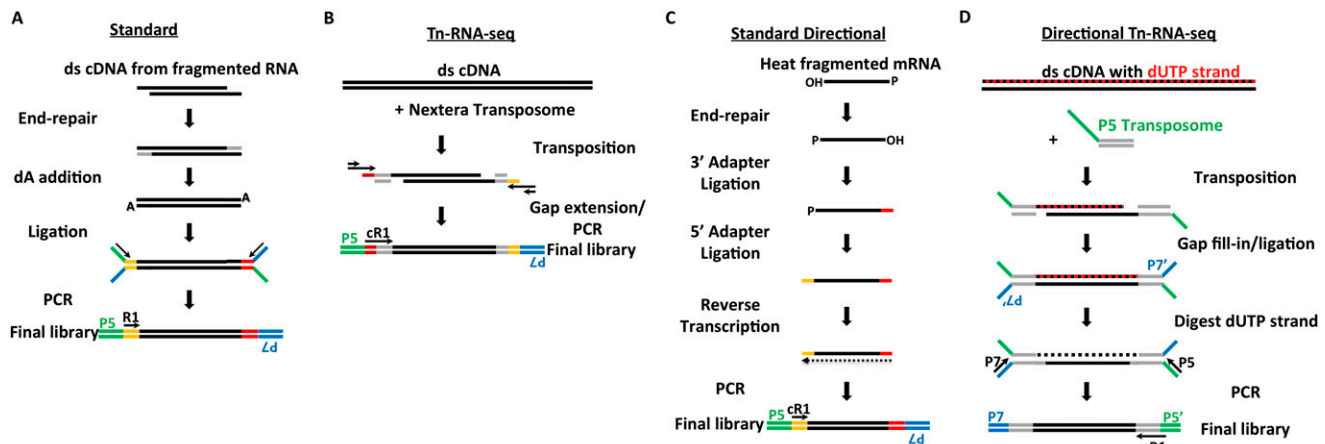 A
Standard
ds cDNA from fragmented RNA
End-repair
dA addition
A
A
Ligation
PCR
Final library
P5
R1
P7
B
Tn-RNA-seq
ds cDNA
+ Nextera Transposome
Transposition
Gap extension/
PCR
P5
cR1
Final library
P7
C
Standard Directional
Heat fragmented mRNA
OH
P
End-repair
P
OH
3' Adapter
Ligation
P
5' Adapter
Ligation
Reverse
Transcription
PCR
Final library
P5
cR1
P7
D
Directional Tn-RNA-seq
ds cDNA with dUTP strand
P5 Transposome
+
Transposition
Gap fill-in/ligation
P7'
P7'
Digest dUTP strand
P7
P5
PCR
P7
P5'
Final library